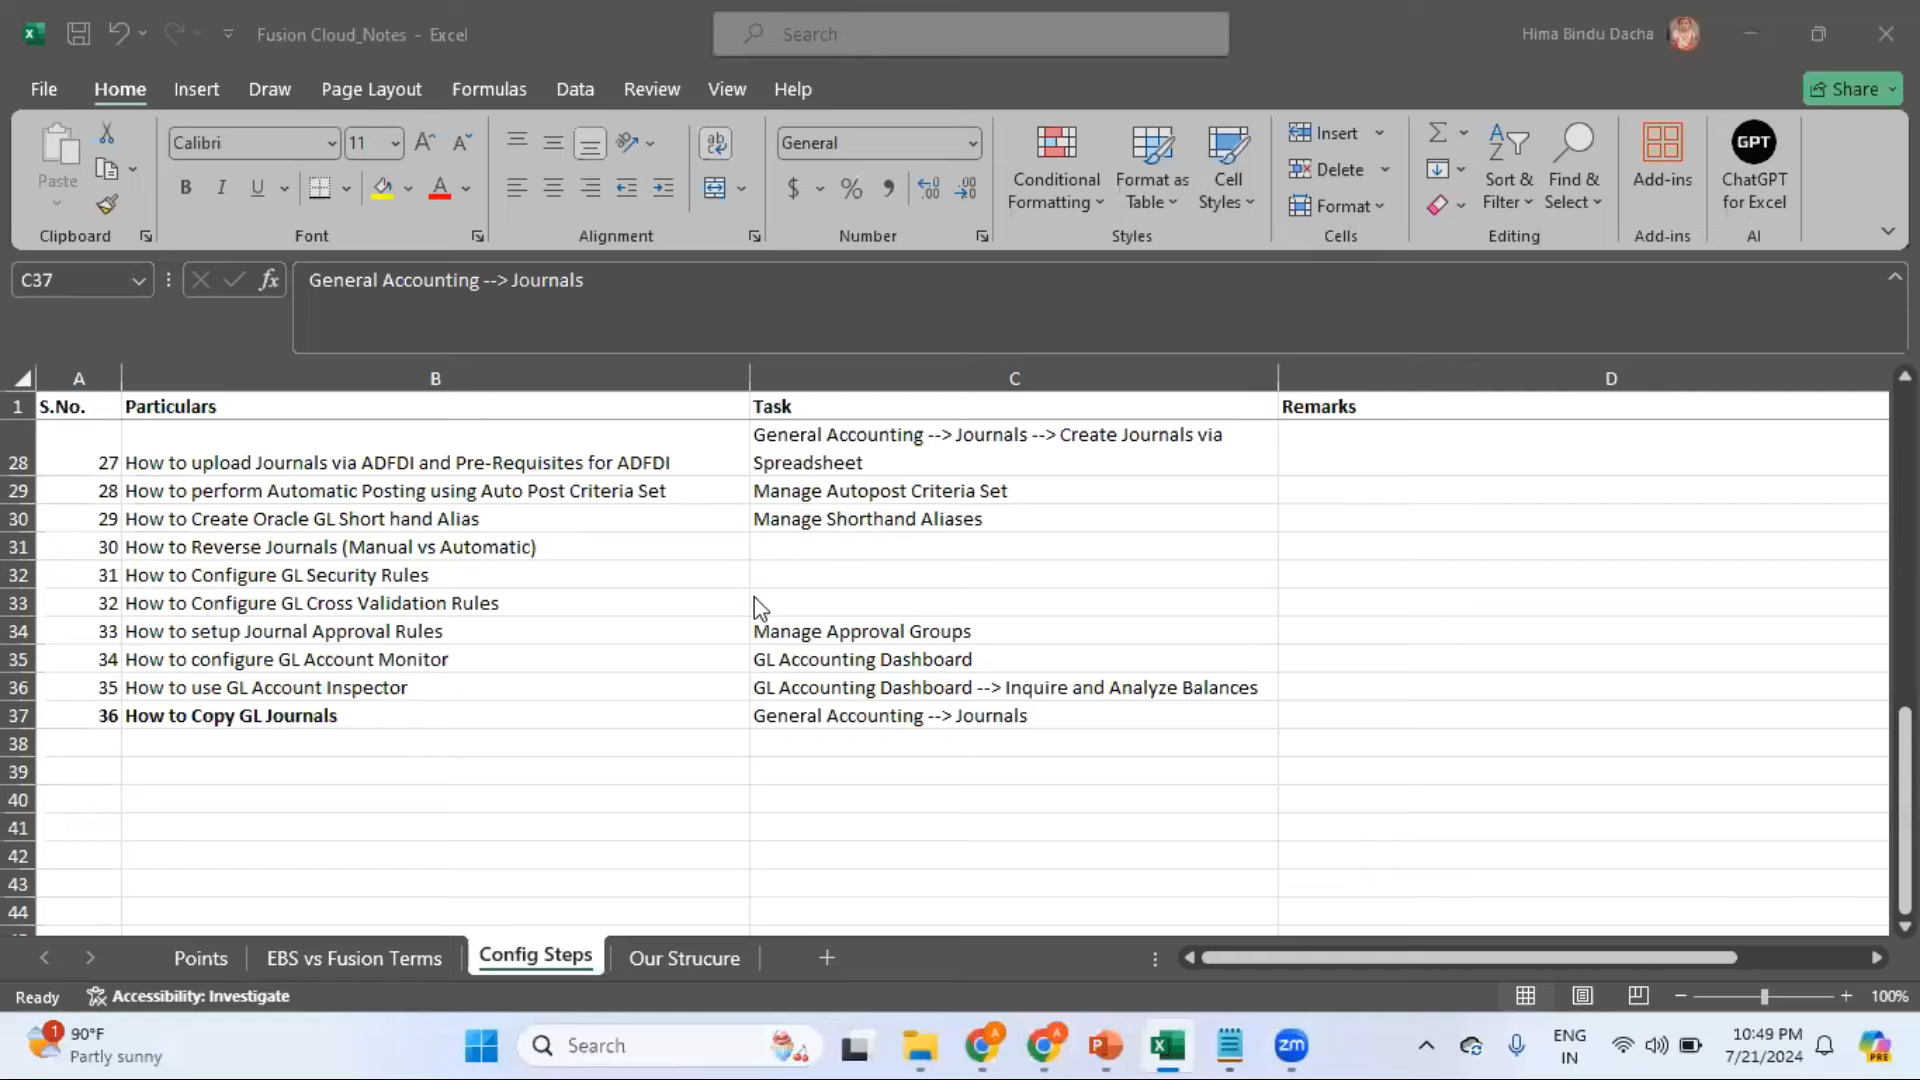 Fusion Cloud_Notes - Excel
Search
Hima Bindu Dacha
File Home Insert Draw Page Layout Formulas Data Review View Help
Share
Paste
Calibri 11
B I U A
ab
General
$ % 9
Conditional Formatting
Format as Table
Cell Styles
Insert
Delete
Format
Sort & Filter
Find & Select
Add-ins
GPT
ChatGPT for Excel
Clipboard Font Alignment Number Styles Cells Editing Add-ins AI
C37 fx General Accounting --> Journals
A B C D
1 S.No. Particulars Task Remarks
General Accounting --> Journals --> Create Journals via
28 27 How to upload Journals via ADFDI and Pre-Requisites for ADFDI Spreadsheet
29 28 How to perform Automatic Posting using Auto Post Criteria Set Manage Autopost Criteria Set
30 29 How to Create Oracle GL Short hand Alias Manage Shorthand Aliases
31 30 How to Reverse Journals (Manual vs Automatic)
32 31 How to Configure GL Security Rules
33 32 How to Configure GL Cross Validation Rules
34 33 How to setup Journal Approval Rules Manage Approval Groups
35 34 How to configure GL Account Monitor GL Accounting Dashboard
36 35 How to use GL Account Inspector GL Accounting Dashboard --> Inquire and Analyze Balances
37 36 How to Copy GL Journals General Accounting --> Journals
38
39
40
41
42
43
44
Points EBS vs Fusion Terms Config Steps Our Strucure
Ready Accessibility: Investigate 100%
1 90°F
Partly sunny
Search
zm
ENG
IN
10:49 PM
7/21/2024
PRE